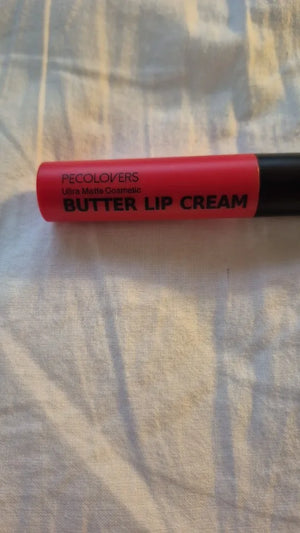 PECOLOVERS
Ultra Matte Cosmetic
BUTTER LIP CREAM